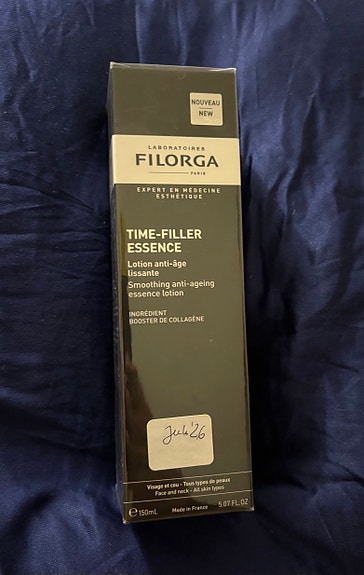 NOUVEAU
NEW
LABORATOIRES
FILORGA
PARIS
EXPERT EN MÉDECINE
ESTHÉTIQUE
TIME-FILLER
ESSENCE
Lotion anti-âge
lissante
Smoothing anti-ageing
essence lotion
INGRÉDIENT
BOOSTER DE COLLAGÈNE
Visage et cou - Tous types de peaux
Face and neck - All skin types
℮150mL Made in France 5.07 FL.OZ